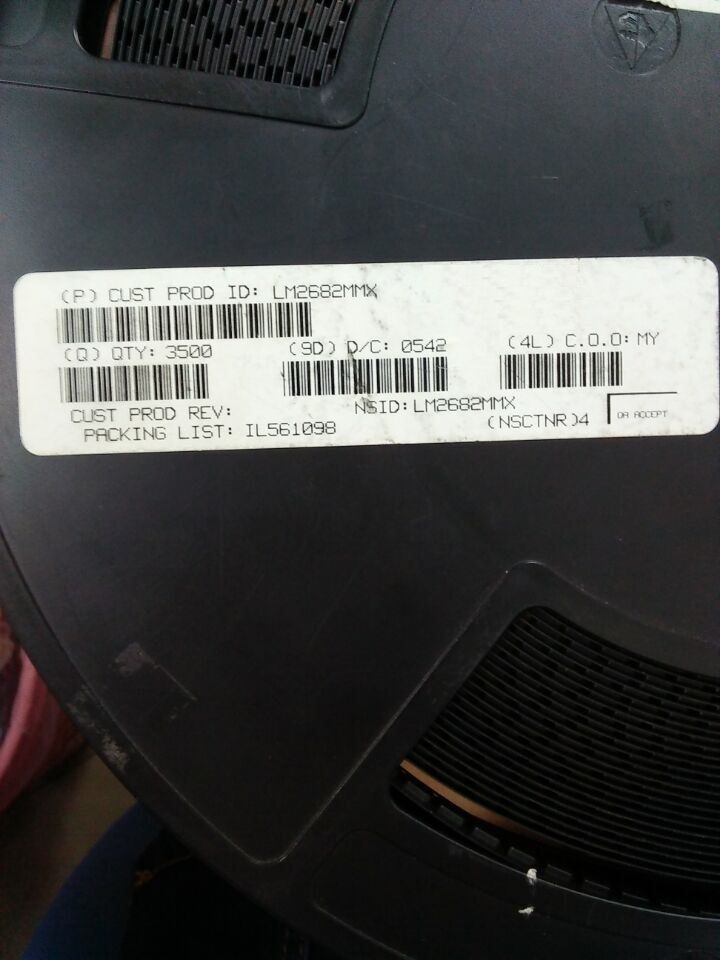 (P) CUST PROD ID: LM2682MMX
(Q) QTY: 3500 (9D) D/C: 0542 (4L) C.O.O: MY
CUST PROD REV: NSID: LM2682MMX
PACKING LIST: IL561098 (NSCTNR)4 QA ACCEPT